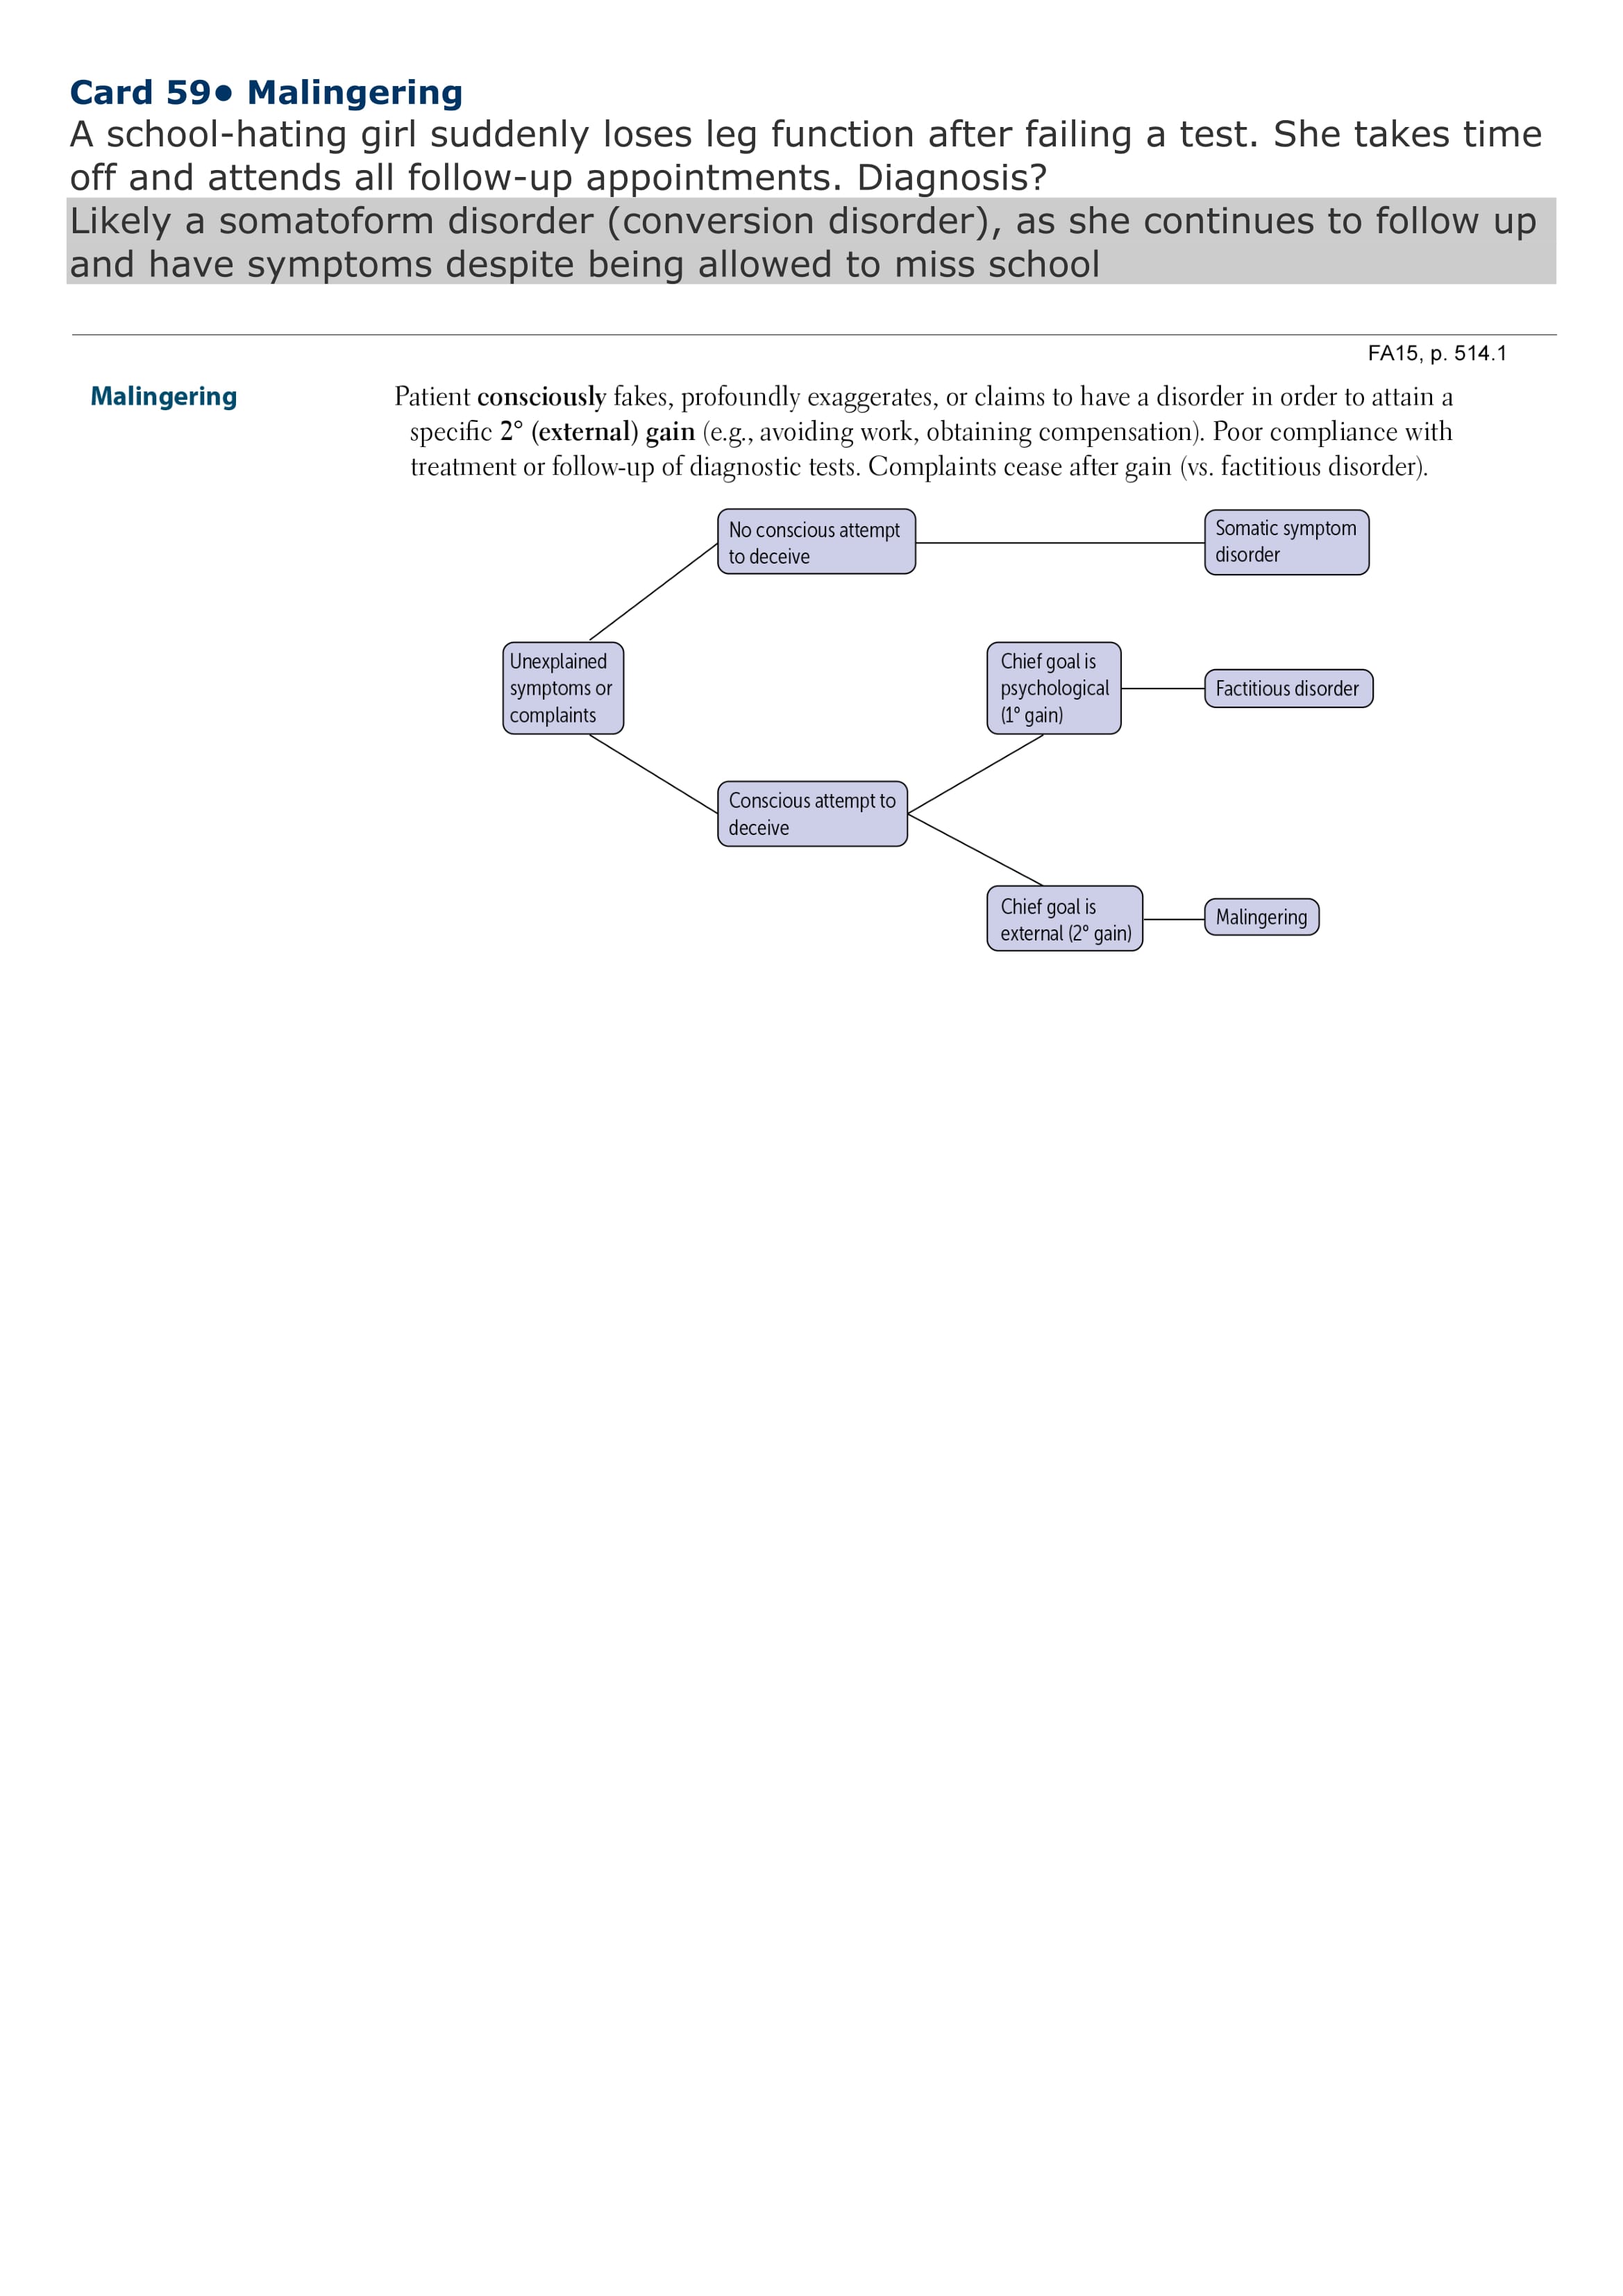 Card 59● Malingering
A school-hating girl suddenly loses leg function after failing a test. She takes time
off and attends all follow-up appointments. Diagnosis?
Likely a somatoform disorder (conversion disorder), as she continues to follow up
and have symptoms despite being allowed to miss school
FA15, p. 514.1
Malingering
Patient consciously fakes, profoundly exaggerates, or claims to have a disorder in order to attain a
specific 2° (external) gain (e.g., avoiding work, obtaining compensation). Poor compliance with
treatment or follow-up of diagnostic tests. Complaints cease after gain (vs. factitious disorder).
No conscious attempt
to deceive
Somatic symptom
disorder
Unexplained
symptoms or
complaints
Chief goal is
psychological
(1° gain)
Factitious disorder
Conscious attempt to
deceive
Chief goal is
external (2° gain)
Malingering